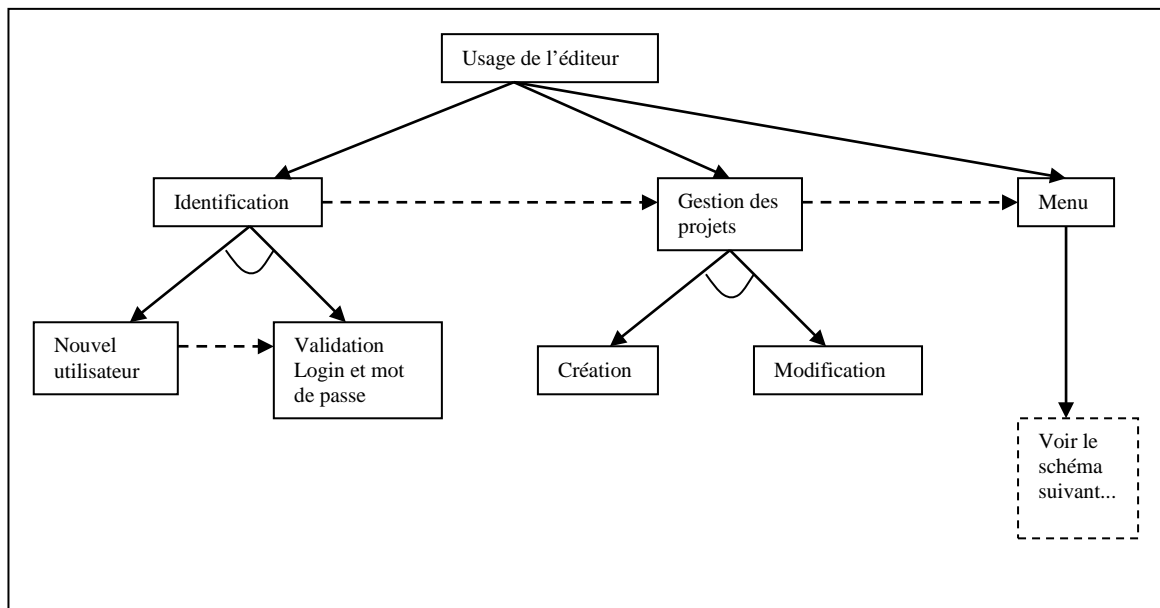 Usage de l’éditeur
Identification
Gestion des
projets
Menu
Nouvel
utilisateur
Validation
Login et mot
de passe
Création
Modification
Voir le
schéma
suivant...